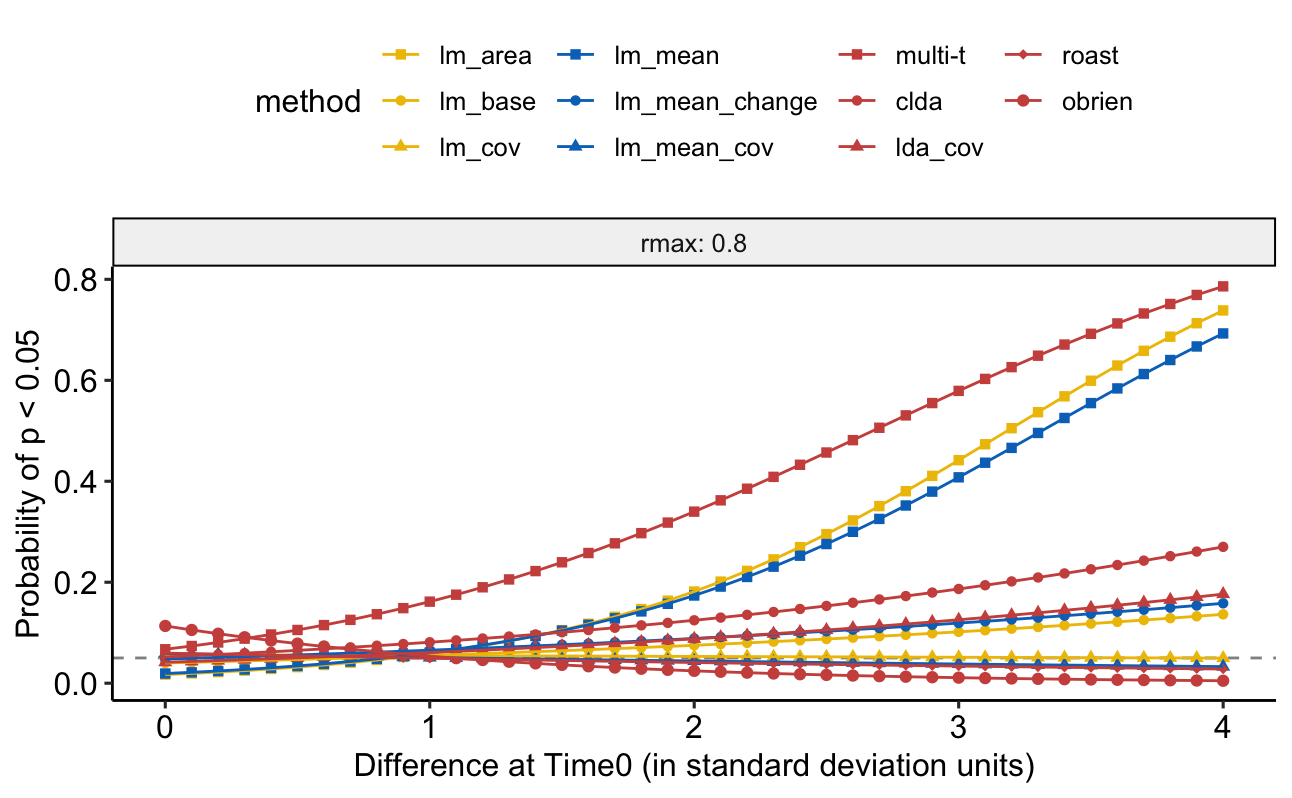 method
lm_area lm_mean multi-t roast
lm_base lm_mean_change clda obrien
lm_cov lm_mean_cov lda_cov
rmax: 0.8
Probability of p < 0.05
0.8
0.6
0.4
0.2
0.0
0 1 2 3 4
Difference at Time0 (in standard deviation units)